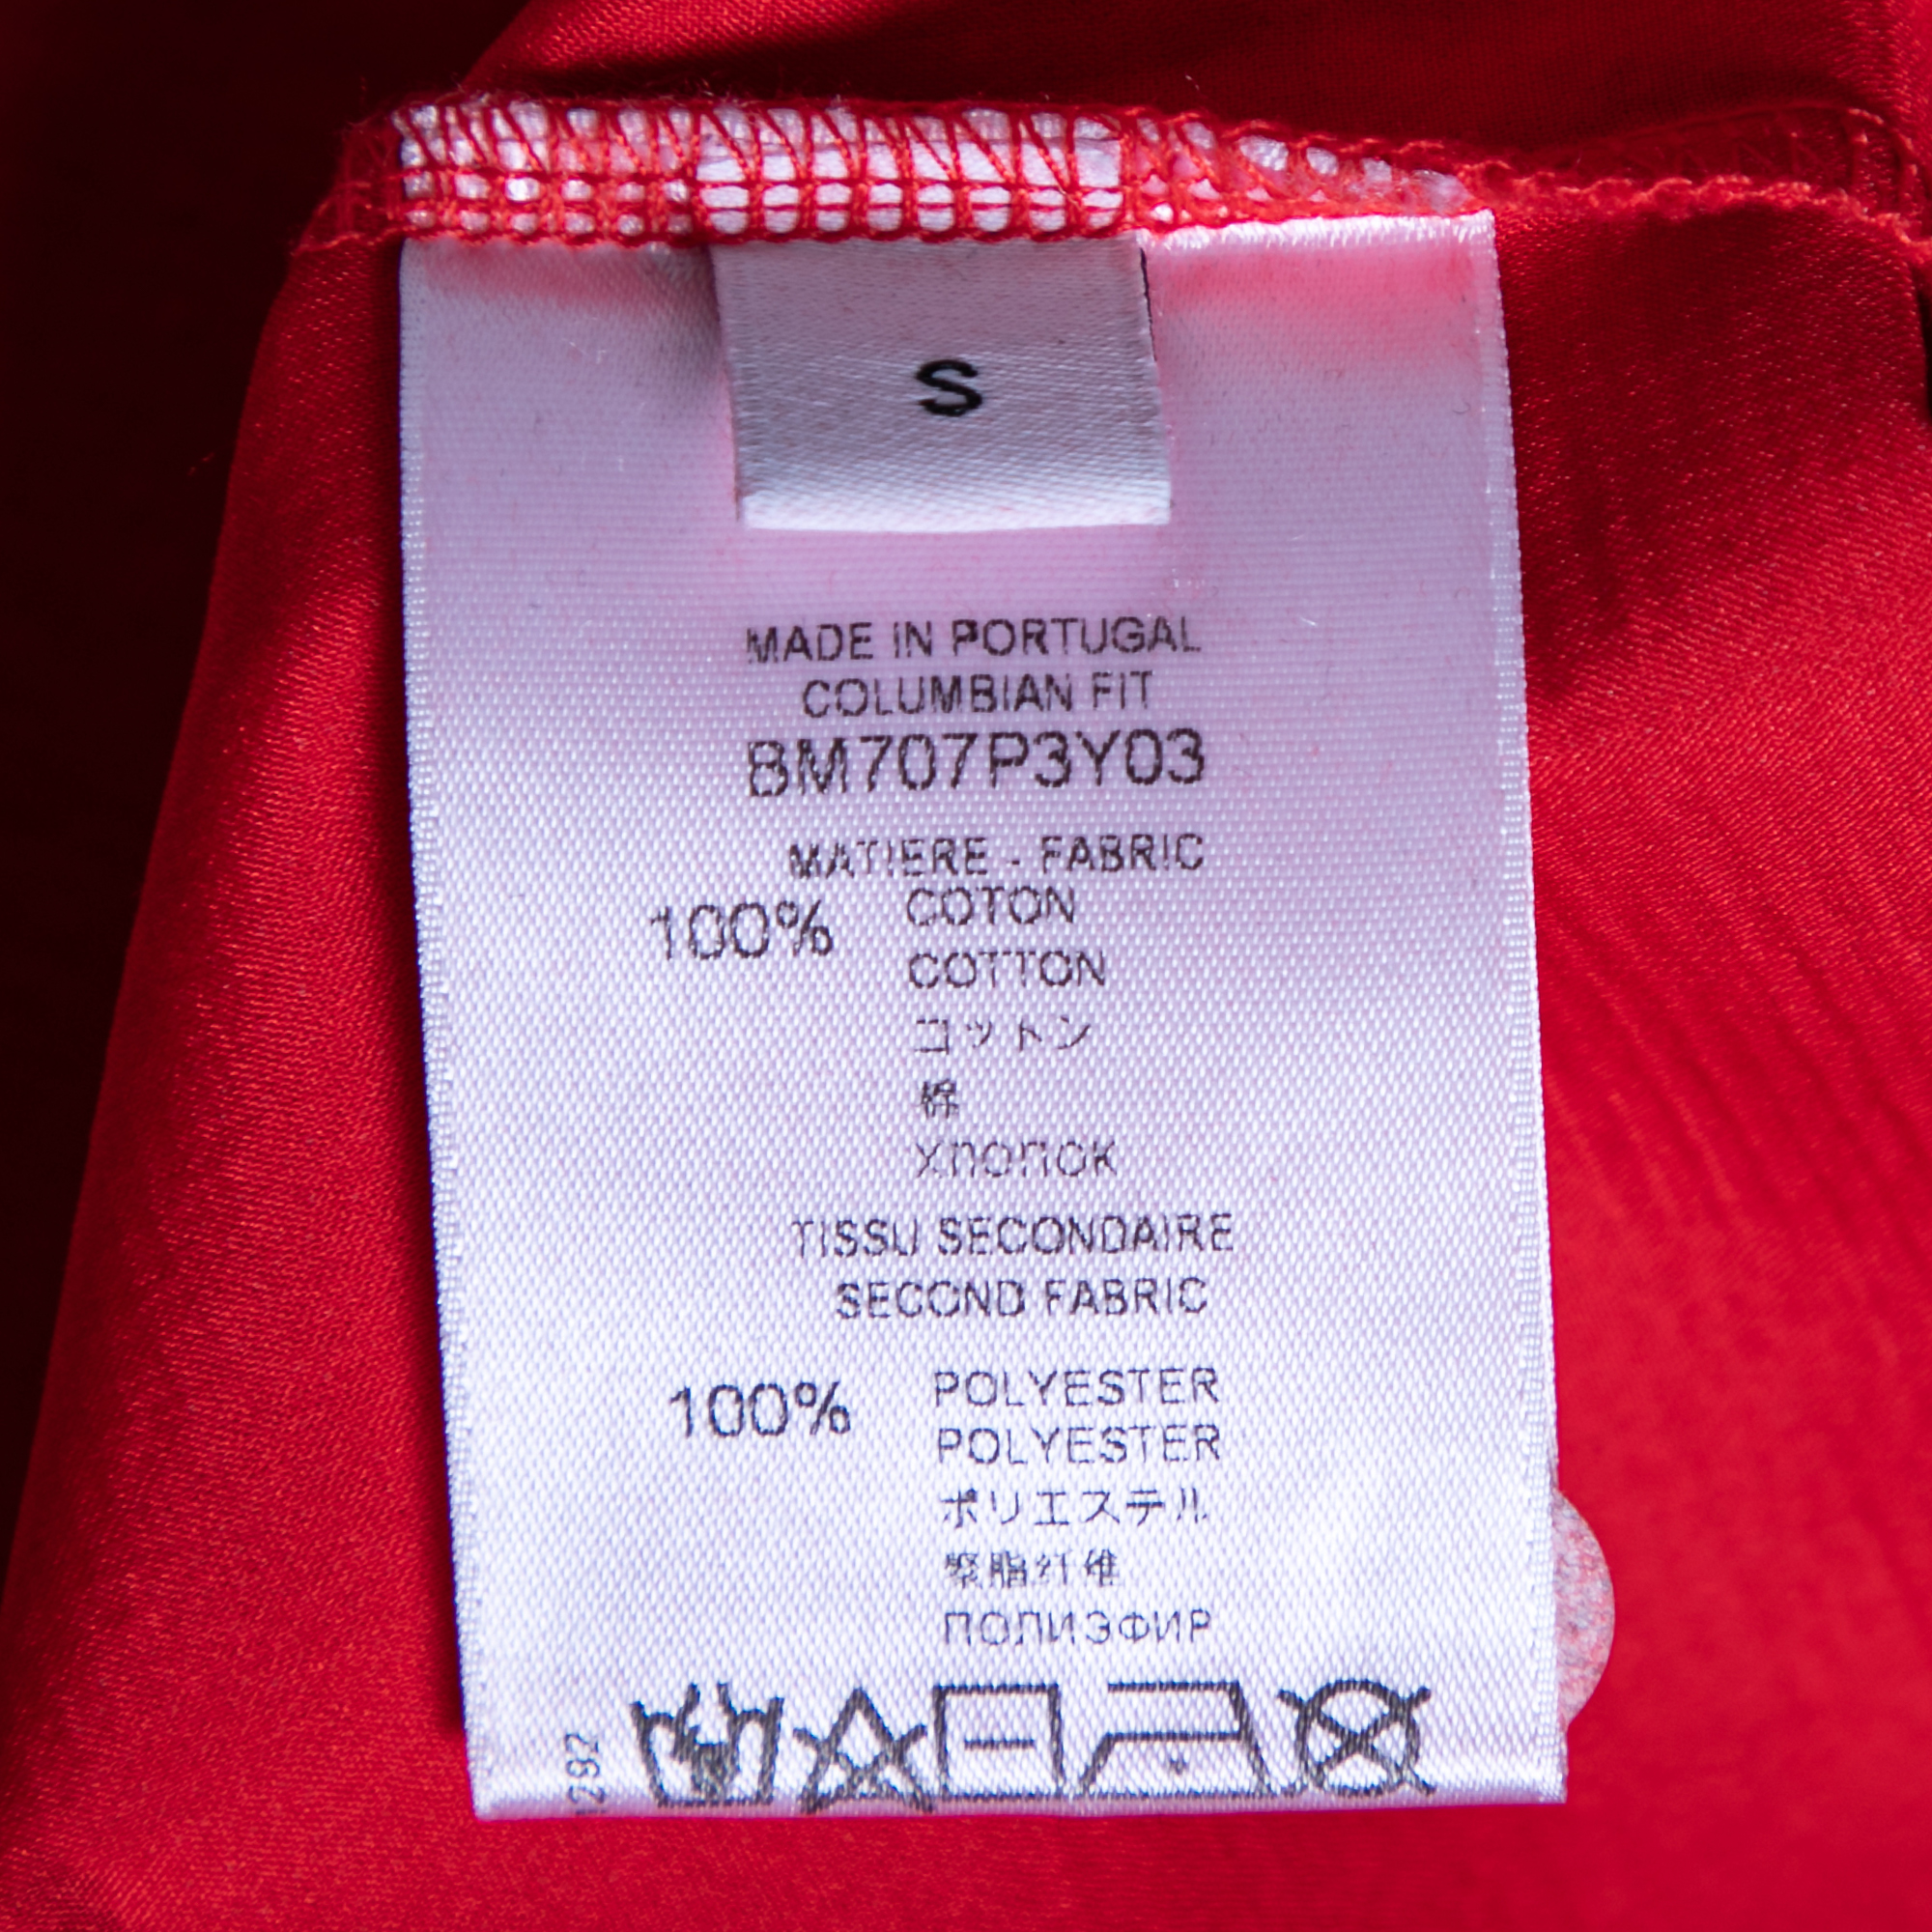 S
MADE IN PORTUGAL
COLUMBIAN FIT
BM707P3Y03
MATIERE - FABRIC
100% COTON
COTTON
コットン
棉
хлопок
TISSU SECONDAIRE
SECOND FABRIC
100% POLYESTER
POLYESTER
ポリエステル
聚脂纤维
ПОЛИЭФИР
1292